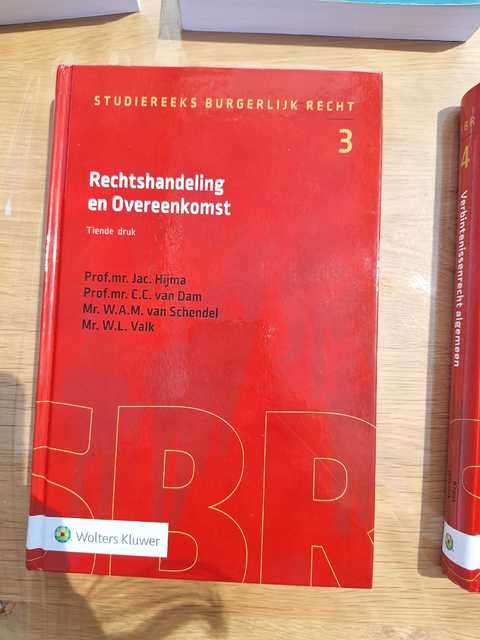 STUDIEREEKS BURGERLIJK RECHT
3
Rechtshandeling
en Overeenkomst
Tiende druk
Prof.mr. Jac. Hijma
Prof.mr. C.C. van Dam
Mr. W.A.M. van Schendel
Mr. W.L. Valk
SBR
Wolters Kluwer
4
Verbintenissenrecht algemeen